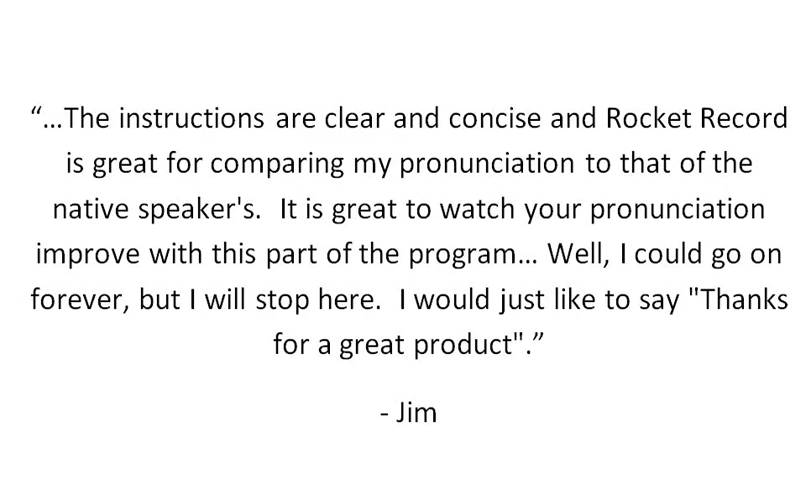 “...The instructions are clear and concise and Rocket Record
is great for comparing my pronunciation to that of the
native speaker's.  It is great to watch your pronunciation
improve with this part of the program... Well, I could go on
forever, but I will stop here.  I would just like to say "Thanks
for a great product".”
- Jim